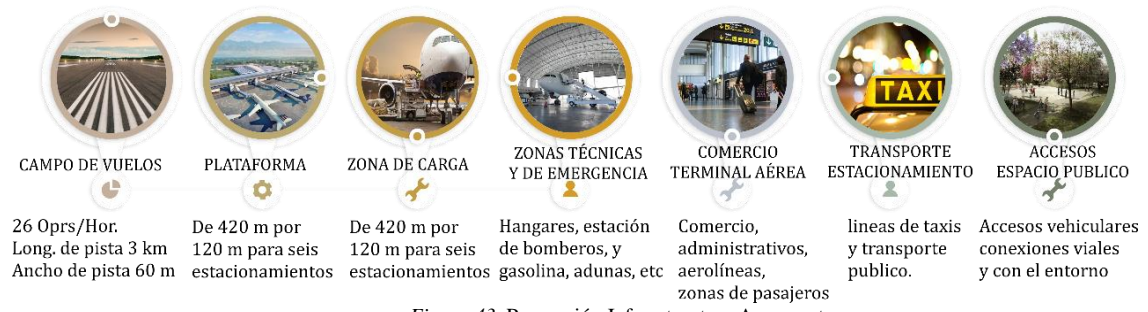 TAXI
CAMPO DE VUELOS
26 Oprs/Hor.
Long. de pista 3 km
Ancho de pista 60 m
PLATAFORMA
De 420 m por
120 m para seis
estacionamientos
ZONA DE CARGA
De 420 m por
120 m para seis
estacionamientos
ZONAS TÉCNICAS
Y DE EMERGENCIA
Hangares, estación
de bomberos, y
gasolina, adunas, etc
COMERCIO
TERMINAL AÉREA
Comercio,
administrativos,
aerolíneas,
zonas de pasajeros
TRANSPORTE
ESTACIONAMIENTO
lineas de taxis
y transporte
publico.
ACCESOS
ESPACIO PUBLICO
Accesos vehiculares
conexiones viales
y con el entorno